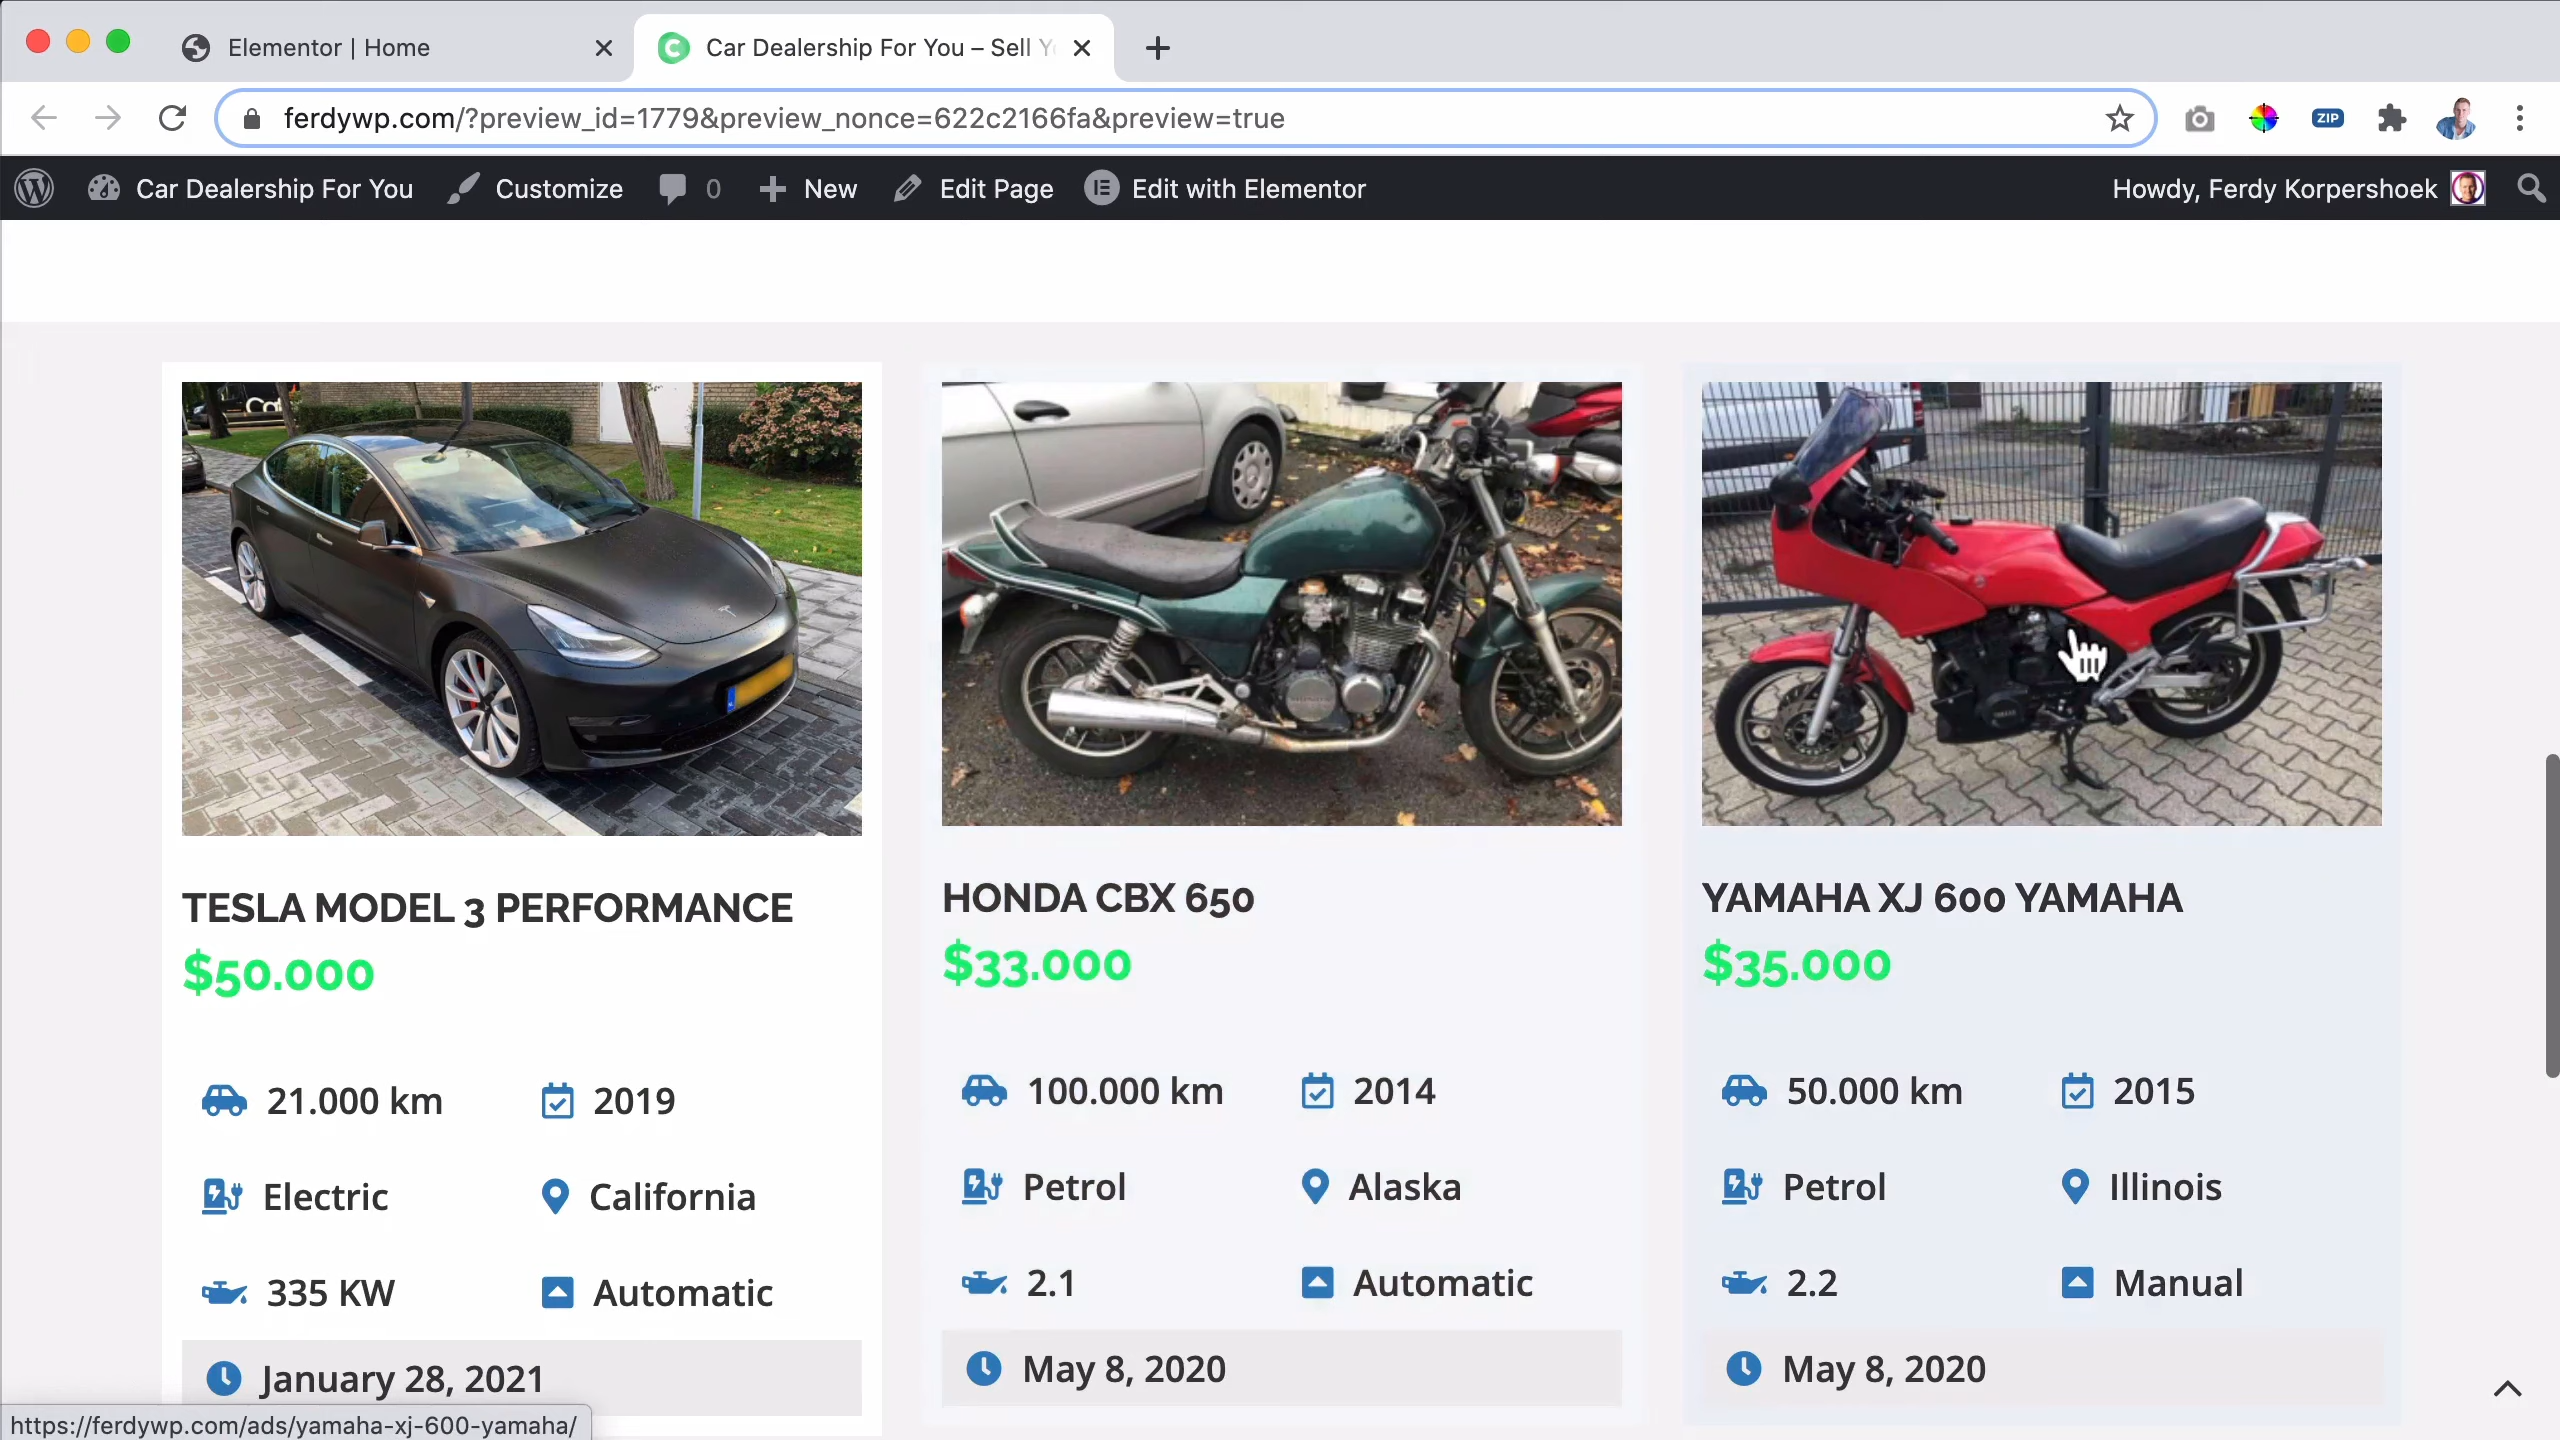 Elementor | Home
Car Dealership For You – Sell Y
ferdywp.com/?preview_id=1779&preview_nonce=622c2166fa&preview=true
ZIP
Car Dealership For You Customize 0 New Edit Page Edit with Elementor Howdy, Ferdy Korpershoek
TESLA MODEL 3 PERFORMANCE
$50.000
21.000 km 2019
Electric California
335 KW Automatic
January 28, 2021
HONDA CBX 650
$33.000
100.000 km 2014
Petrol Alaska
2.1 Automatic
May 8, 2020
YAMAHA XJ 600 YAMAHA
$35.000
50.000 km 2015
Petrol Illinois
2.2 Manual
May 8, 2020
https://ferdywp.com/ads/yamaha-xj-600-yamaha/